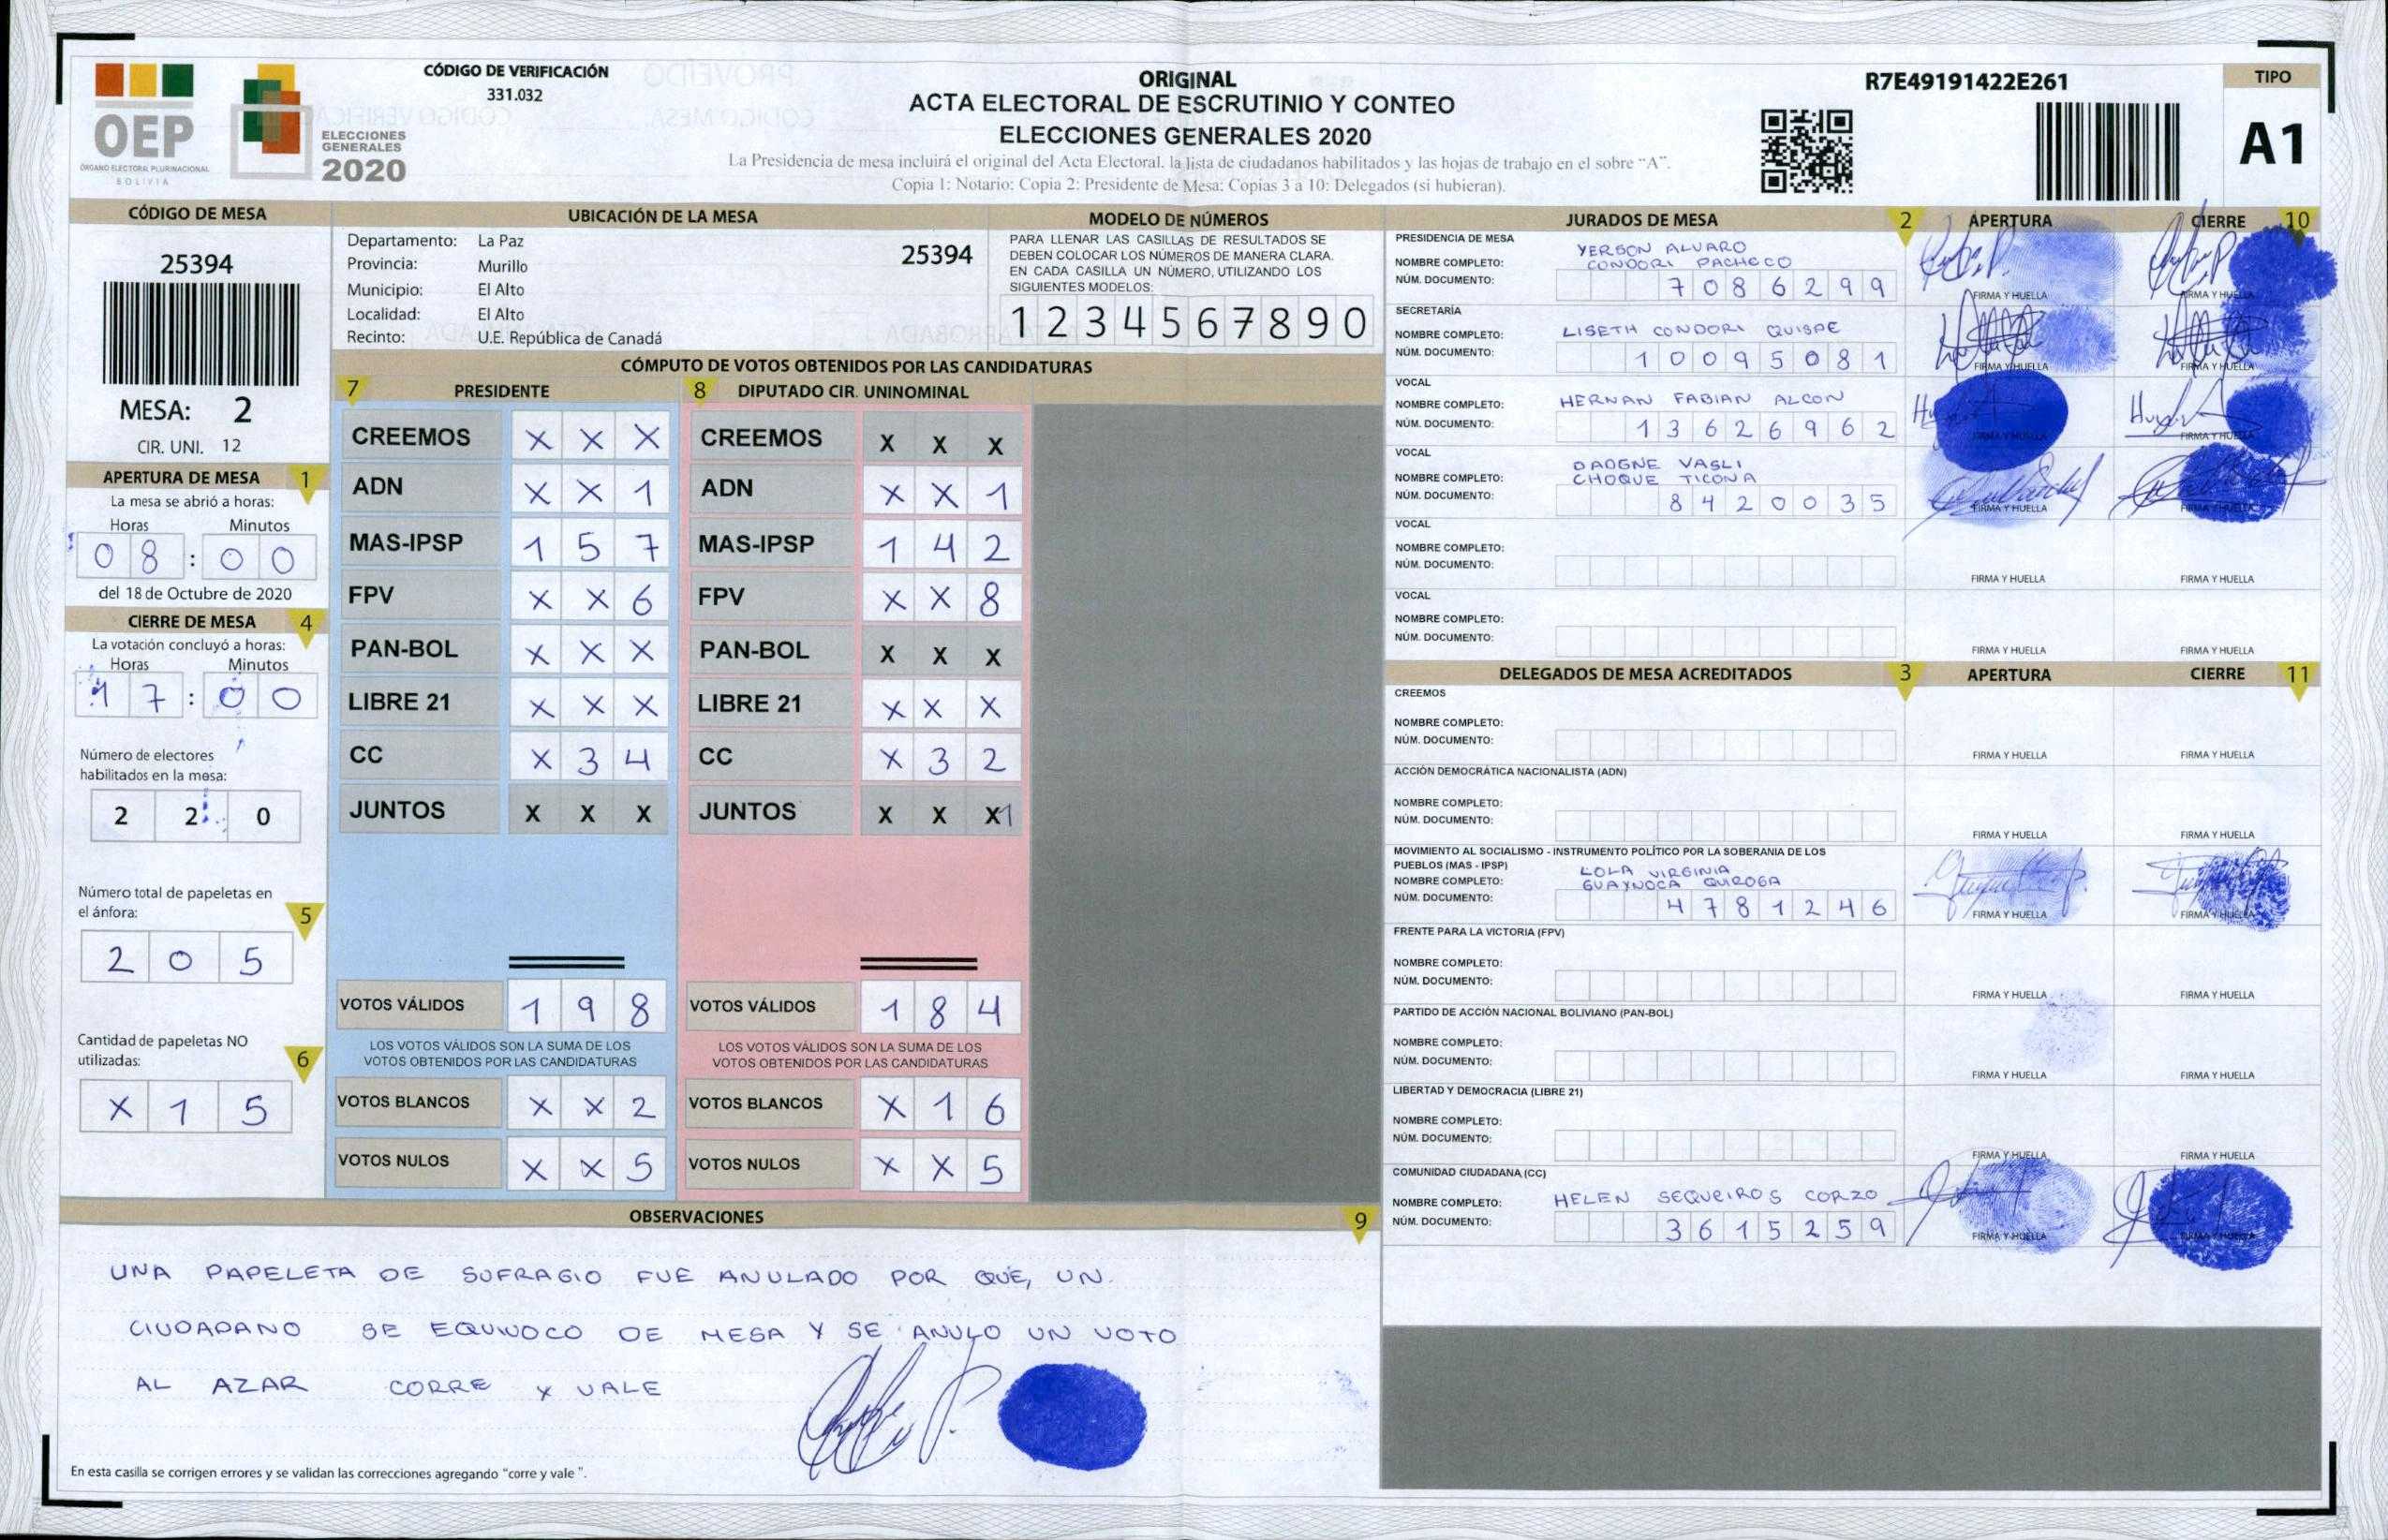 OEP
ÓRGANO ELECTORAL PLURINACIONAL
BOLIVIA
ELECCIONES
GENERALES
2020
CÓDIGO DE VERIFICACIÓN
331.032
ORIGINAL
ACTA ELECTORAL DE ESCRUTINIO Y CONTEO
ELECCIONES GENERALES 2020
La Presidencia de mesa incluirá el original del Acta Electoral, la lista de ciudadanos habilitados y las hojas de trabajo en el sobre "A".
Copia 1: Notario; Copia 2: Presidente de Mesa; Copias 3 a 10: Delegados (si hubieran).
R7E49191422E261
TIPO
A1
CÓDIGO DE MESA
25394
MESA: 2
CIR. UNI. 12
APERTURA DE MESA 1
La mesa se abrió a horas:
Horas Minutos
08 : 00
del 18 de Octubre de 2020
CIERRE DE MESA 4
La votación concluyó a horas:
Horas Minutos
17 : 00
Número de electores
habilitados en la mesa:
2 2 0
Número total de papeletas en
el ánfora: 5
2 0 5
Cantidad de papeletas NO
utilizadas: 6
X 1 5
UBICACIÓN DE LA MESA
Departamento: La Paz 25394
Provincia: Murillo
Municipio: El Alto
Localidad: El Alto
Recinto: U.E. República de Canadá
MODELO DE NÚMEROS
PARA LLENAR LAS CASILLAS DE RESULTADOS SE
DEBEN COLOCAR LOS NÚMEROS DE MANERA CLARA.
EN CADA CASILLA UN NÚMERO, UTILIZANDO LOS
SIGUIENTES MODELOS:
1 2 3 4 5 6 7 8 9 0
CÓMPUTO DE VOTOS OBTENIDOS POR LAS CANDIDATURAS
7 PRESIDENTE
CREEMOS X X X
ADN X X 1
MAS-IPSP 1 5 7
FPV X X 6
PAN-BOL X X X
LIBRE 21 X X X
CC X 3 4
JUNTOS X X X
VOTOS VÁLIDOS 1 9 8
LOS VOTOS VÁLIDOS SON LA SUMA DE LOS
VOTOS OBTENIDOS POR LAS CANDIDATURAS
VOTOS BLANCOS X X 2
VOTOS NULOS X X 5
8 DIPUTADO CIR. UNINOMINAL
CREEMOS X X X
ADN X X 1
MAS-IPSP 1 4 2
FPV X X 8
PAN-BOL X X X
LIBRE 21 X X X
CC X 3 2
JUNTOS X X X1
VOTOS VÁLIDOS 1 8 4
LOS VOTOS VÁLIDOS SON LA SUMA DE LOS
VOTOS OBTENIDOS POR LAS CANDIDATURAS
VOTOS BLANCOS X 1 6
VOTOS NULOS X X 5
OBSERVACIONES 9
UNA PAPELETA DE SUFRAGIO FUE ANULADO POR QUE, UN
CIUDADANO SE EQUIVOCO DE MESA Y SE ANULO UN VOTO
AL AZAR CORRE Y VALE
En esta casilla se corrigen errores y se validan las correcciones agregando "corre y vale".
JURADOS DE MESA 2 APERTURA CIERRE 10
PRESIDENCIA DE MESA
NOMBRE COMPLETO: YERSON ALVARO
CONDORI PACHECO
NÚM. DOCUMENTO: 7086299
FIRMA Y HUELLA FIRMA Y HUELLA
SECRETARÍA
NOMBRE COMPLETO: LISETH CONDORI QUISPE
NÚM. DOCUMENTO: 10095081
FIRMA Y HUELLA FIRMA Y HUELLA
VOCAL
NOMBRE COMPLETO: HERNAN FABIAN ALCON
NÚM. DOCUMENTO: 13626962
FIRMA Y HUELLA FIRMA Y HUELLA
VOCAL
NOMBRE COMPLETO: DAOGNE VASLI
CHOQUE TICONA
NÚM. DOCUMENTO: 8420035
FIRMA Y HUELLA FIRMA Y HUELLA
VOCAL
NOMBRE COMPLETO:
NÚM. DOCUMENTO:
FIRMA Y HUELLA FIRMA Y HUELLA
VOCAL
NOMBRE COMPLETO:
NÚM. DOCUMENTO:
FIRMA Y HUELLA FIRMA Y HUELLA
DELEGADOS DE MESA ACREDITADOS 3 APERTURA CIERRE 11
CREEMOS
NOMBRE COMPLETO:
NÚM. DOCUMENTO:
FIRMA Y HUELLA FIRMA Y HUELLA
ACCIÓN DEMOCRÁTICA NACIONALISTA (ADN)
NOMBRE COMPLETO:
NÚM. DOCUMENTO:
FIRMA Y HUELLA FIRMA Y HUELLA
MOVIMIENTO AL SOCIALISMO - INSTRUMENTO POLÍTICO POR LA SOBERANIA DE LOS
PUEBLOS (MAS - IPSP)
NOMBRE COMPLETO: LOLA VIRGINIA
GUAYNOCA QUIROGA
NÚM. DOCUMENTO: 4781246
FIRMA Y HUELLA FIRMA Y HUELLA
FRENTE PARA LA VICTORIA (FPV)
NOMBRE COMPLETO:
NÚM. DOCUMENTO:
FIRMA Y HUELLA FIRMA Y HUELLA
PARTIDO DE ACCIÓN NACIONAL BOLIVIANO (PAN-BOL)
NOMBRE COMPLETO:
NÚM. DOCUMENTO:
FIRMA Y HUELLA FIRMA Y HUELLA
LIBERTAD Y DEMOCRACIA (LIBRE 21)
NOMBRE COMPLETO:
NÚM. DOCUMENTO:
FIRMA Y HUELLA FIRMA Y HUELLA
COMUNIDAD CIUDADANA (CC)
NOMBRE COMPLETO: HELEN SEQUEIROS CORZO
NÚM. DOCUMENTO: 3615259
FIRMA Y HUELLA FIRMA Y HUELLA